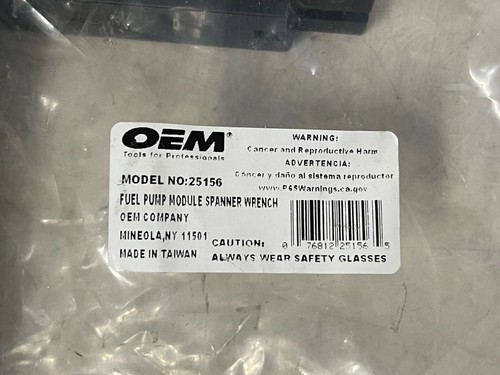 OEM®
Tools for Professionals
MODEL NO:25156
FUEL PUMP MODULE SPANNER WRENCH
OEM COMPANY
MINEOLA,NY 11501
MADE IN TAIWAN
WARNING:
Cancer and Reproductive Harm
ADVERTENCIA:
Cáncer y daño al sistema reproductor
www.P65Warnings.ca.gov
0 76812 25156 5
CAUTION:
ALWAYS WEAR SAFETY GLASSES